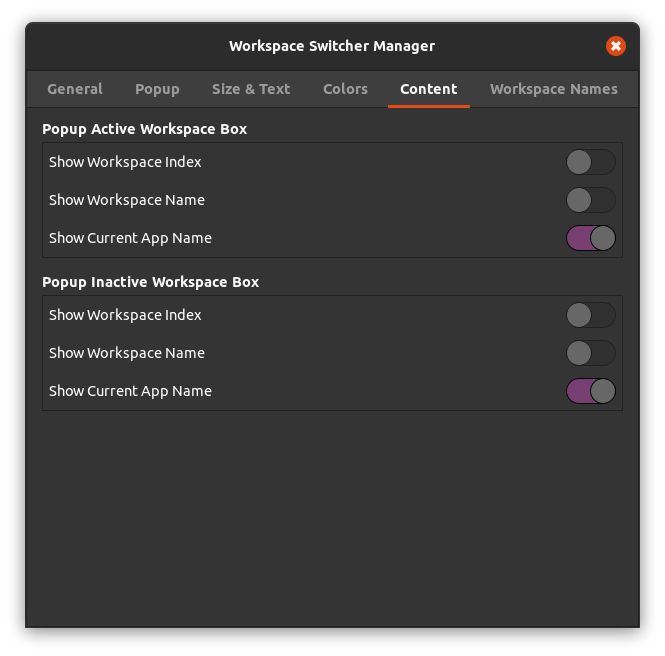 Workspace Switcher Manager
General Popup Size & Text Colors Content Workspace Names
Popup Active Workspace Box
Show Workspace Index
Show Workspace Name
Show Current App Name
Popup Inactive Workspace Box
Show Workspace Index
Show Workspace Name
Show Current App Name